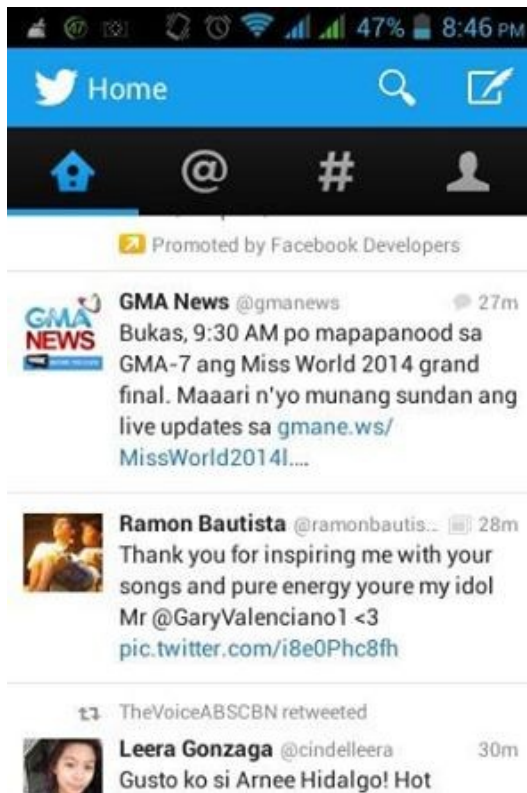 47 47% 8:46 PM
Home
@ #
Promoted by Facebook Developers
GMA News @gmanews 27m
GMA
NEWS
Bukas, 9:30 AM po mapapanood sa
GMA-7 ang Miss World 2014 grand
final. Maaari n'yo munang sundan ang
live updates sa gmane.ws/
MissWorld2014l....
Ramon Bautista @ramonbautis... 28m
Thank you for inspiring me with your
songs and pure energy youre my idol
Mr @GaryValenciano1 <3
pic.twitter.com/i8e0Phc8fh
TheVoiceABSCBN retweeted
Leera Gonzaga @cindelleera 30m
Gusto ko si Arnee Hidalgo! Hot